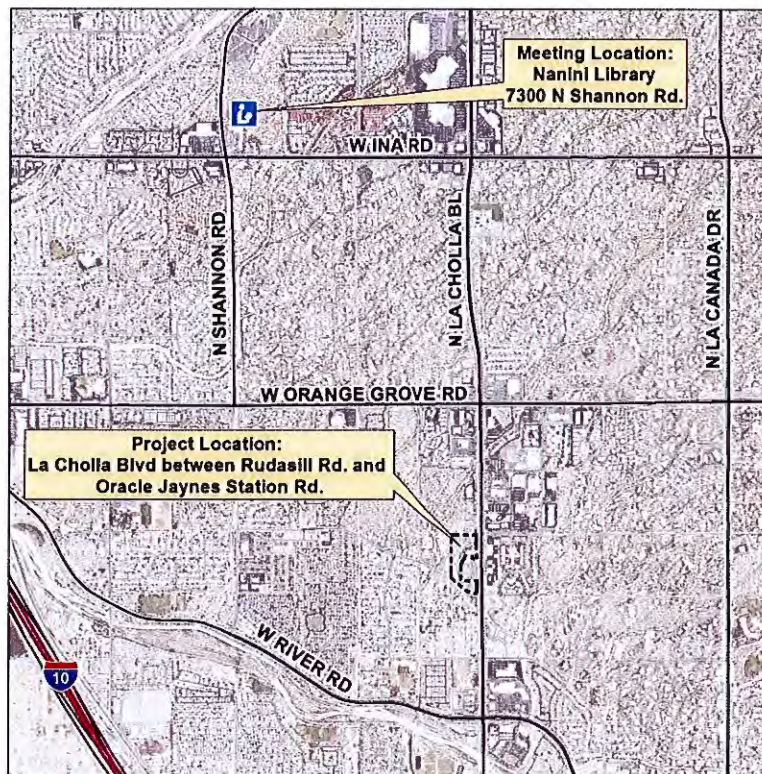 Meeting Location:
Nanini Library
7300 N Shannon Rd.
W INA RD
N SHANNON RD
N LA CHOLLA BL
N LA CANADA DR
W ORANGE GROVE RD
Project Location:
La Cholla Blvd between Rudasill Rd. and
Oracle Jaynes Station Rd.
W RIVER RD
10